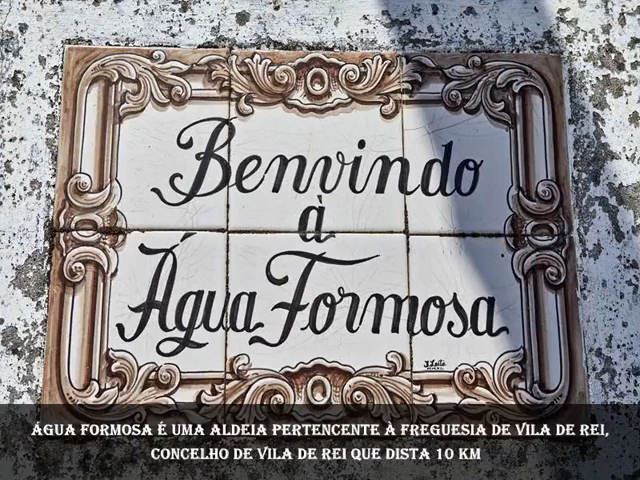 Benvindo
à
Água Formosa
J. Leite
ÁGUA FORMOSA É UMA ALDEIA PERTENCENTE À FREGUESIA DE VILA DE REI,
CONCELHO DE VILA DE REI QUE DISTA 10 KM